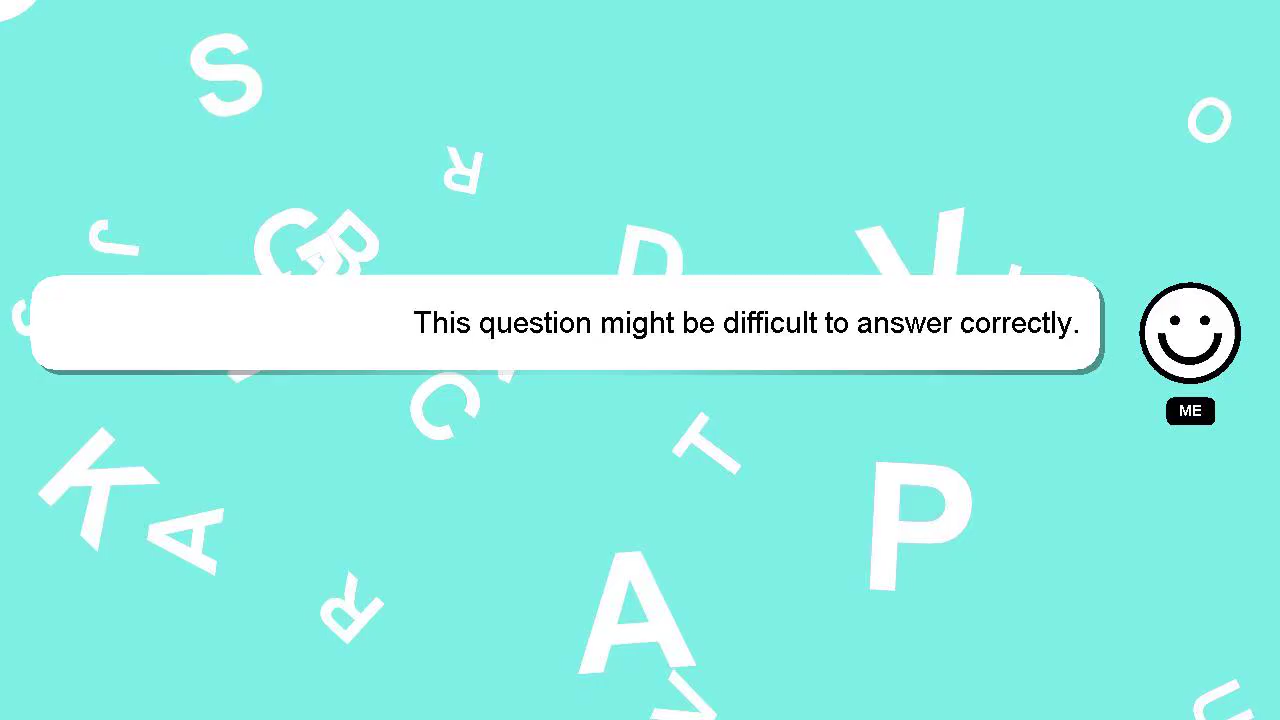 S
O
R
J
G
B
D
V
This question might be difficult to answer correctly.
ME
C
T
K
P
A
R
A
U